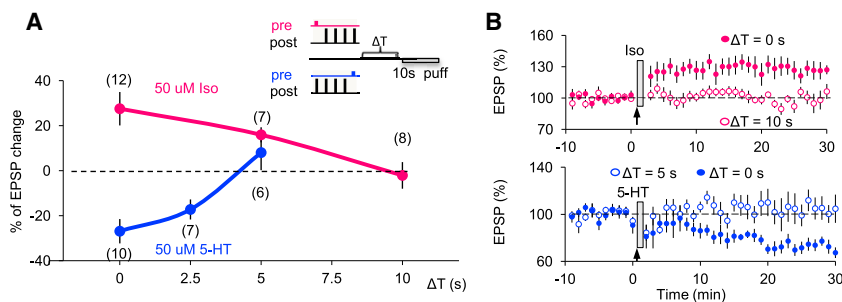 A
pre
post
ΔT
50 uM Iso
pre
post
10s puff
(12)
(7)
(8)
(6)
(7)
(10)
50 uM 5-HT
% of EPSP change
60
40
20
0
-20
-40
0
2.5
5
10
ΔT (s)
B
EPSP (%)
160
130
100
70
Iso
ΔT = 0 s
ΔT = 10 s
-10 0 10 20 30
EPSP (%)
140
100
60
ΔT = 5 s
ΔT = 0 s
5-HT
-10 0 10 20 30
Time (min)